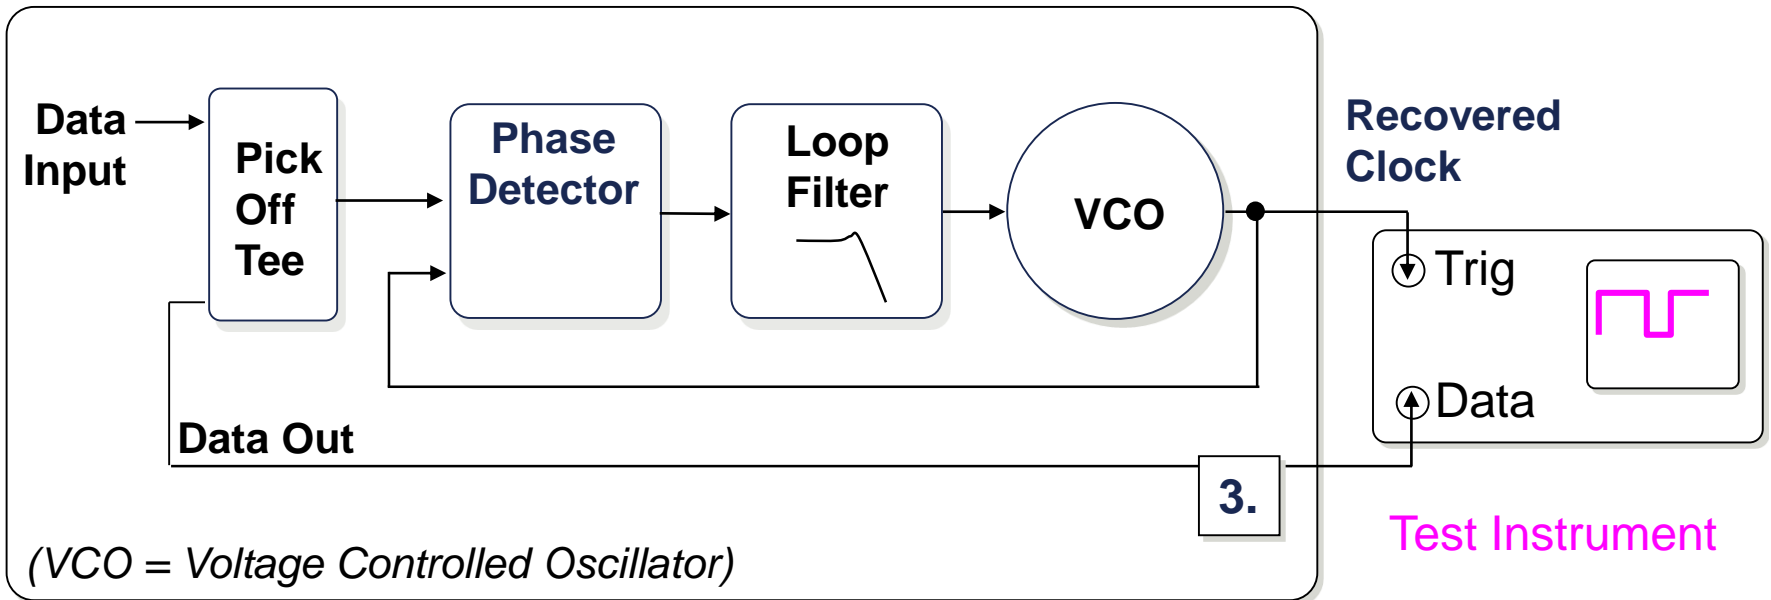 Data
Input
Pick
Off
Tee
Phase
Detector
Loop
Filter
VCO
Recovered
Clock
Trig
Data
Data Out
3.
Test Instrument
(VCO = Voltage Controlled Oscillator)